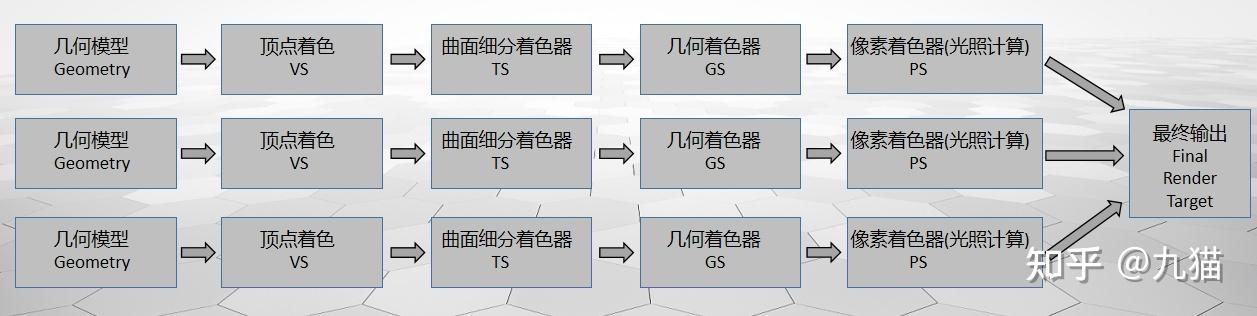 几何模型
Geometry
顶点着色
VS
曲面细分着色器
TS
几何着色器
GS
像素着色器(光照计算)
PS
几何模型
Geometry
顶点着色
VS
曲面细分着色器
TS
几何着色器
GS
像素着色器(光照计算)
PS
几何模型
Geometry
顶点着色
VS
曲面细分着色器
TS
几何着色器
GS
像素着色器(光照计算)
PS
最终输出
Final
Render
Target
知乎 @九猫